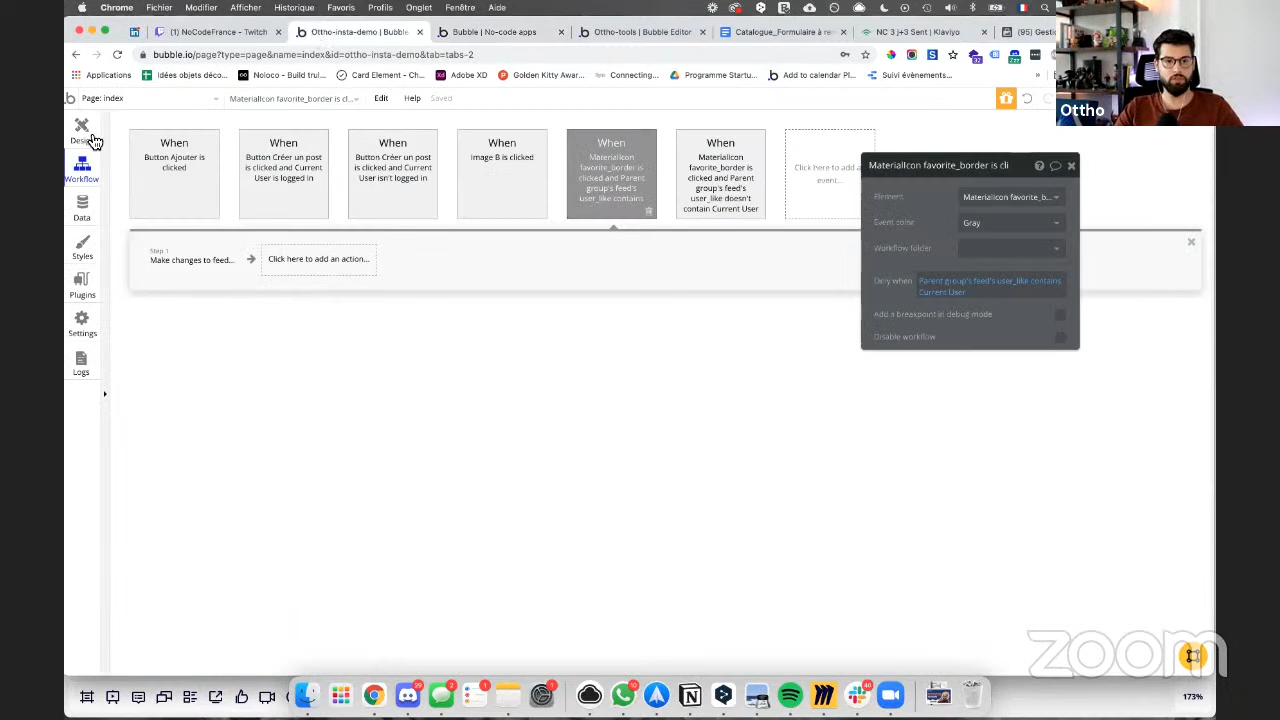 Chrome Fichier Modifier Afficher Historique Favoris Profils Onglet Fenêtre Aide
[V] NoCodeFrance - Twitch
Ottho-insta-demo | Bubble
Bubble | No-code apps
Ottho-tools | Bubble Editor
Catalogue_Formulaire à re
NC 3 j+3 Sent | Klaviyo
(95) Gesti
bubble.io/page?type=page&name=index&id=ottho-insta-demo&tab=tabs-2
Applications
Idées objets déco...
Noloco - Build trul...
Card Element - C...
Adobe XD
Golden Kitty Awar...
Connecting...
Programme Startu...
Add to calendar Pl...
Suivi évènements...
»
Page: index
MaterialIcon favorite_border is cl...
Edit
Help
Saved
Ottho
Workflow
Data
Styles
Plugins
Settings
Logs
When
Button Ajouter is
clicked
When
Button Créer un post
is clicked and Current
User is logged in
When
Button Créer un post
is clicked and Current
User isn't logged in
When
Image B is clicked
When
MaterialIcon
favorite_border is
clicked and Parent
group's feed's
user_like contains
When
MaterialIcon
favorite_border is
clicked and Parent
group's feed's
user_like doesn't
contain Current User
Click here to add a
event...
Step 1
Make changes to feed...
Click here to add an action...
MaterialIcon favorite_border is cli
Element
MaterialIcon favorite_b...
Event color
Gray
Workflow folder
Only when
Parent group's feed's user_like contains
Current User
Add a breakpoint in debug mode
Disable workflow
zoom
173%